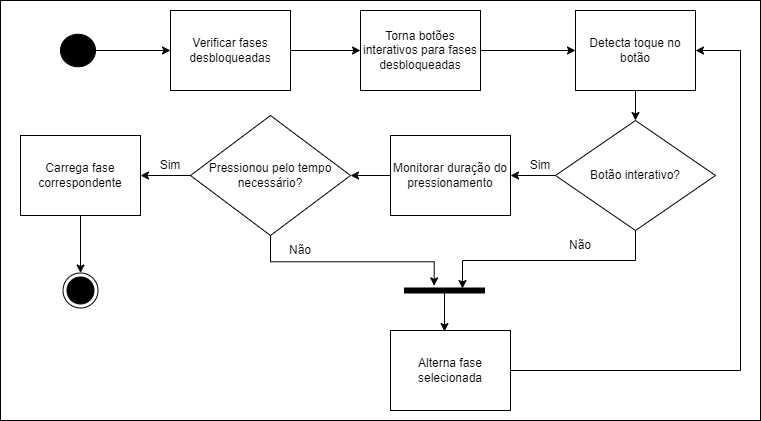 Verificar fases
desbloqueadas
Torna botões
interativos para fases
desbloqueadas
Detecta toque no
botão
Botão interativo?
Sim
Não
Monitorar duração do
pressionamento
Pressionou pelo tempo
necessário?
Sim
Não
Carrega fase
correspondente
Alterna fase
selecionada